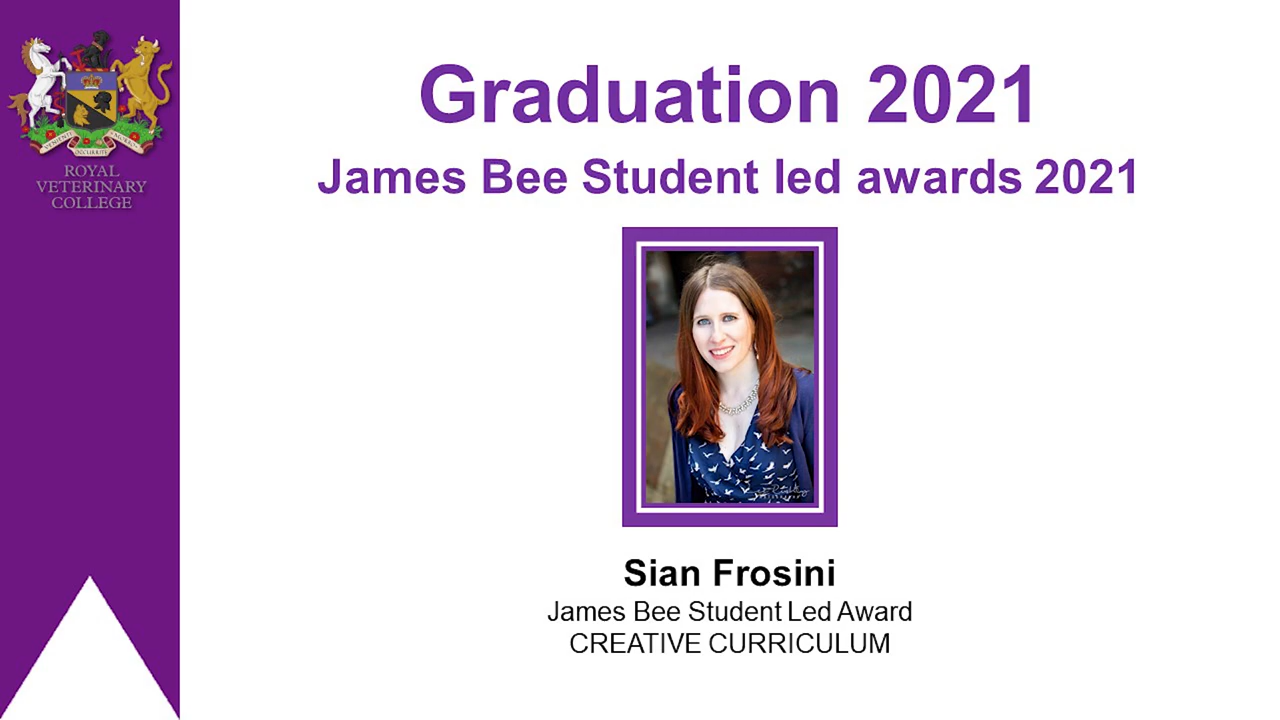 ROYAL
VETERINARY
COLLEGE
Graduation 2021
James Bee Student led awards 2021
Sian Frosini
James Bee Student Led Award
CREATIVE CURRICULUM